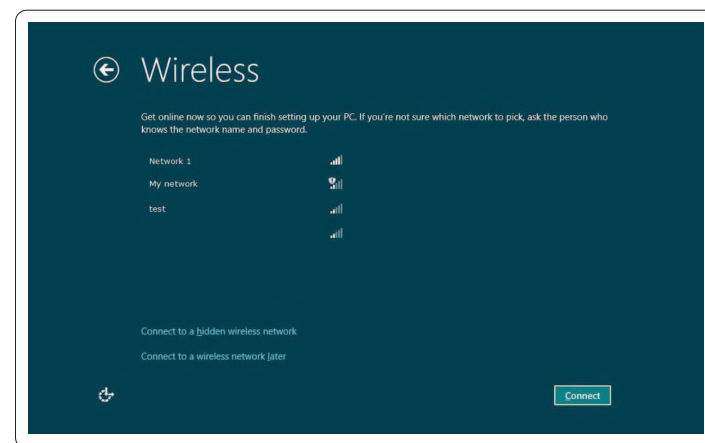 Wireless
Get online now so you can finish setting up your PC. If you're not sure which network to pick, ask the person who
knows the network name and password.
Network 1
My network
test
Connect to a hidden wireless network
Connect to a wireless network later
Connect